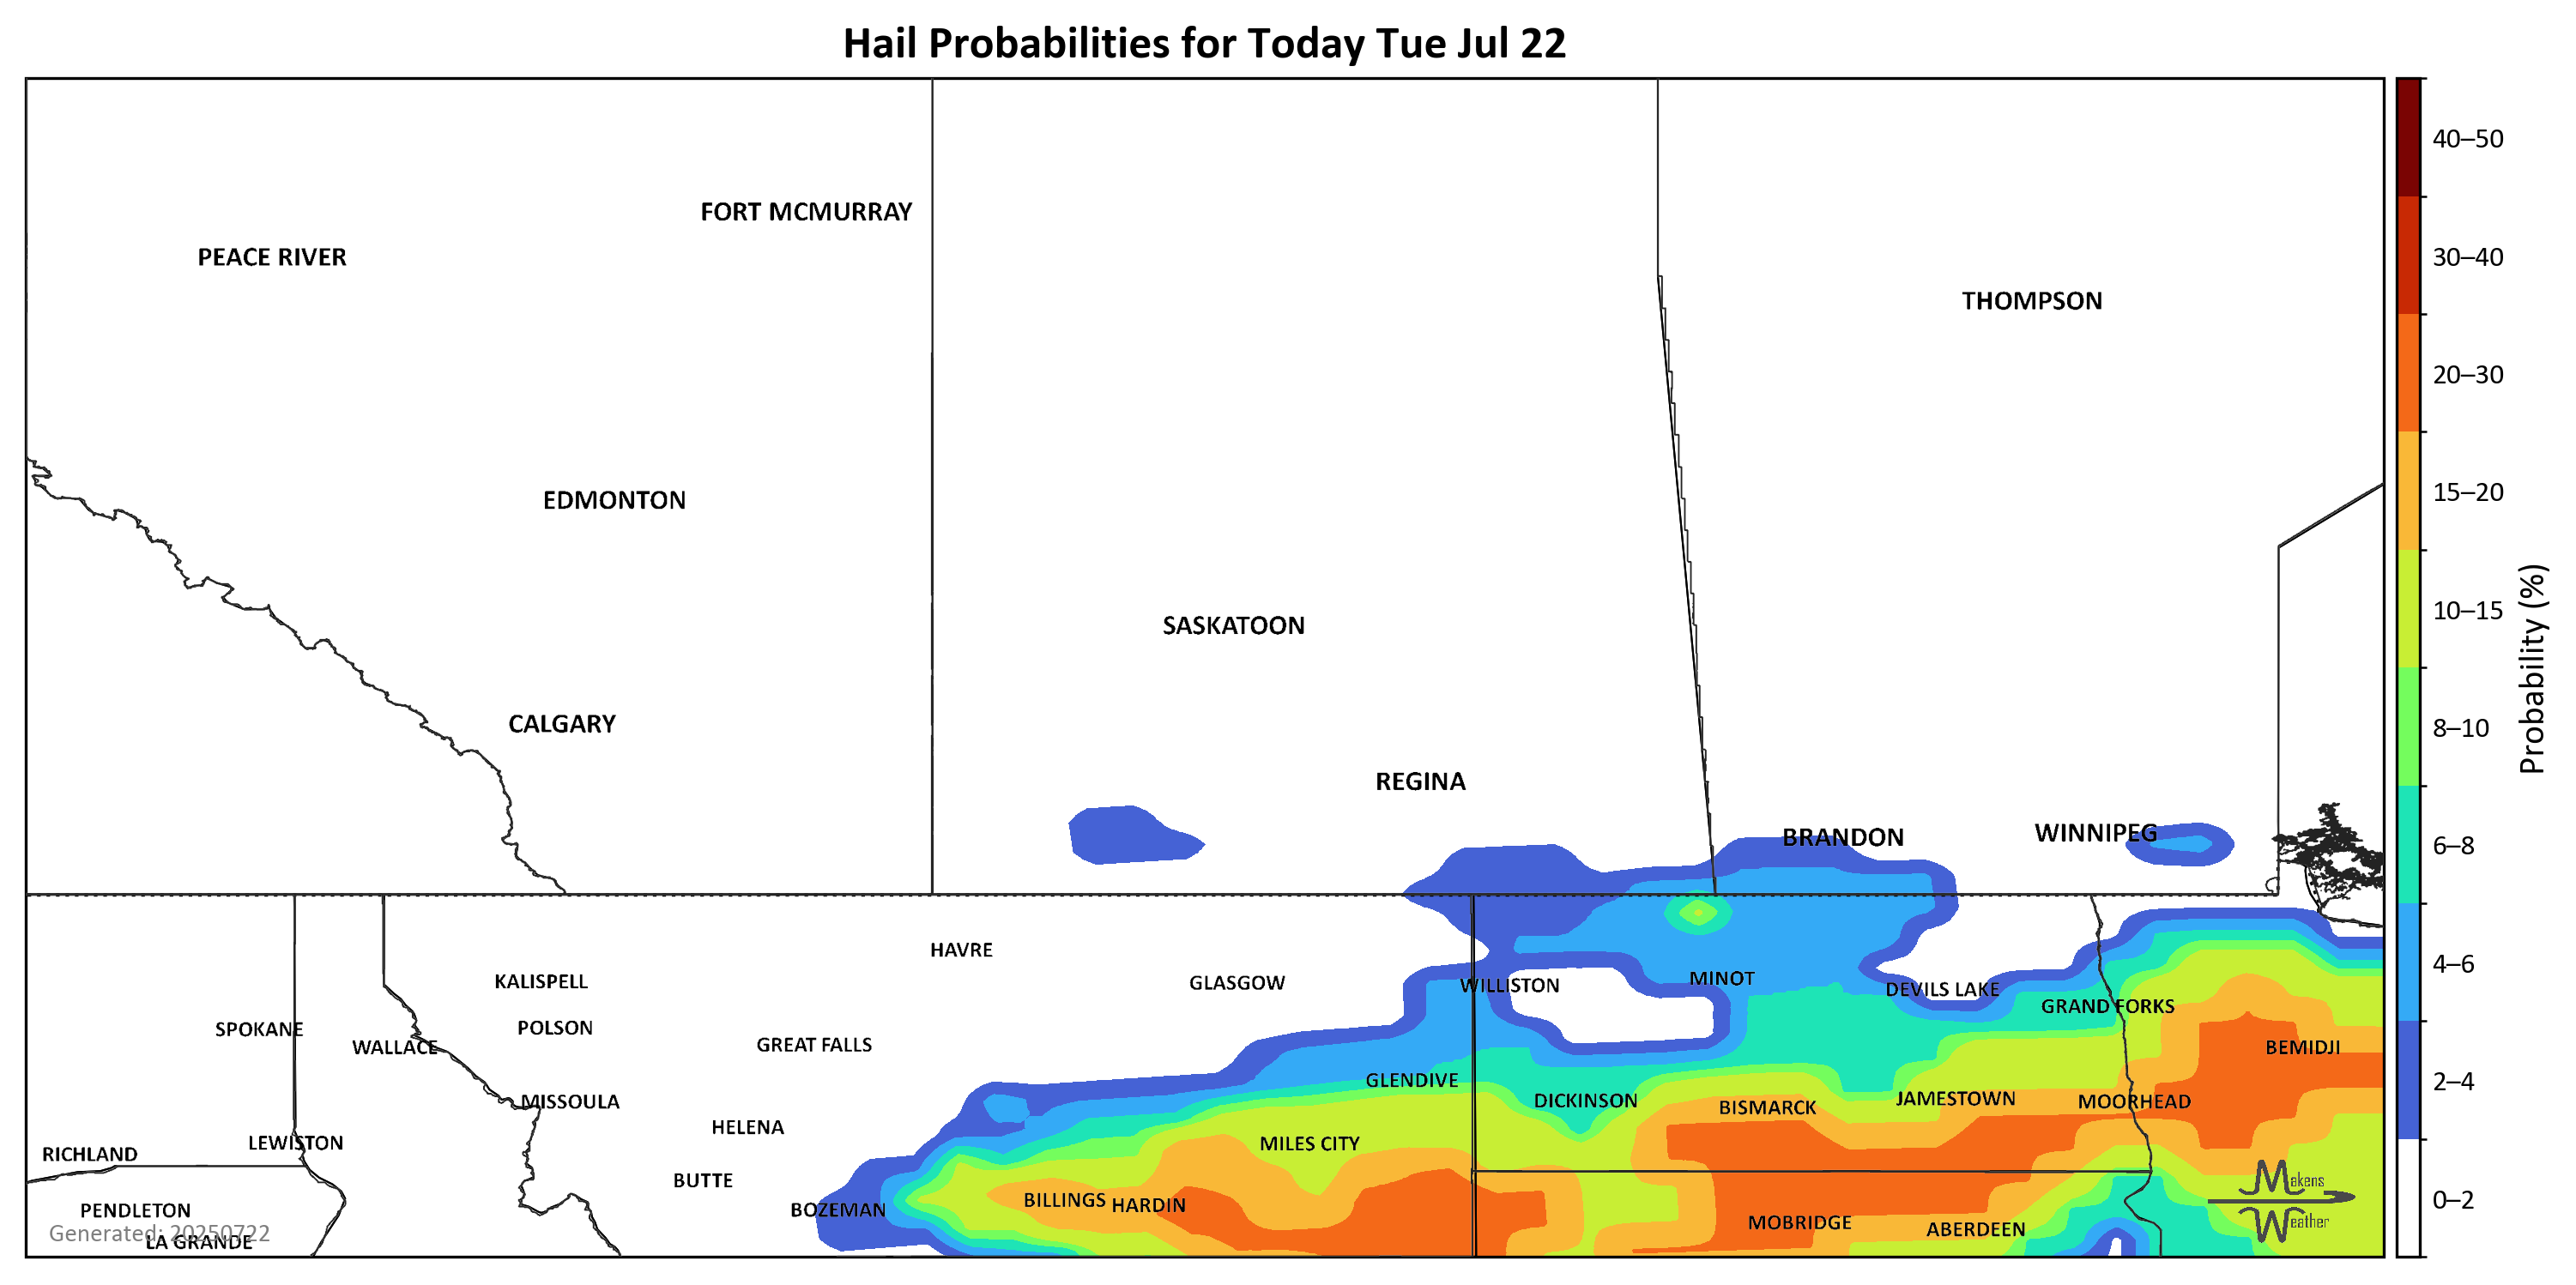 Hail Probabilities for Today Tue Jul 22
FORT MCMURRAY
PEACE RIVER
THOMPSON
EDMONTON
SASKATOON
CALGARY
REGINA
BRANDON
WINNIPEG
HAVRE
KALISPELL
GLASGOW
WILLISTON
MINOT
DEVILS LAKE
GRAND FORKS
SPOKANE
POLSON
WALLACE
GREAT FALLS
BEMIDJI
GLENDIVE
MISSOULA
DICKINSON
BISMARCK
JAMESTOWN
MOORHEAD
HELENA
LEWISTON
MILES CITY
RICHLAND
BUTTE
BILLINGS
HARDIN
PENDLETON
BOZEMAN
MOBRIDGE
ABERDEEN
Generated: 20250722
LA GRANDE
Makens
Weather
40–50
30–40
20–30
15–20
10–15
8–10
6–8
4–6
2–4
0–2
Probability (%)